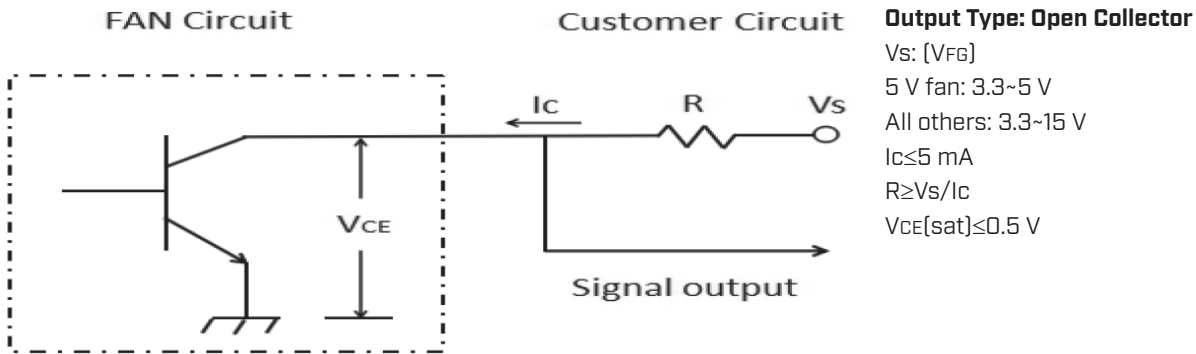 FAN Circuit
Customer Circuit
Ic
R
Vs
VCE
Signal output
Output Type: Open Collector
Vs: (VFG)
5 V fan: 3.3~5 V
All others: 3.3~15 V
Ic≤5 mA
R≥Vs/Ic
VCE(sat)≤0.5 V